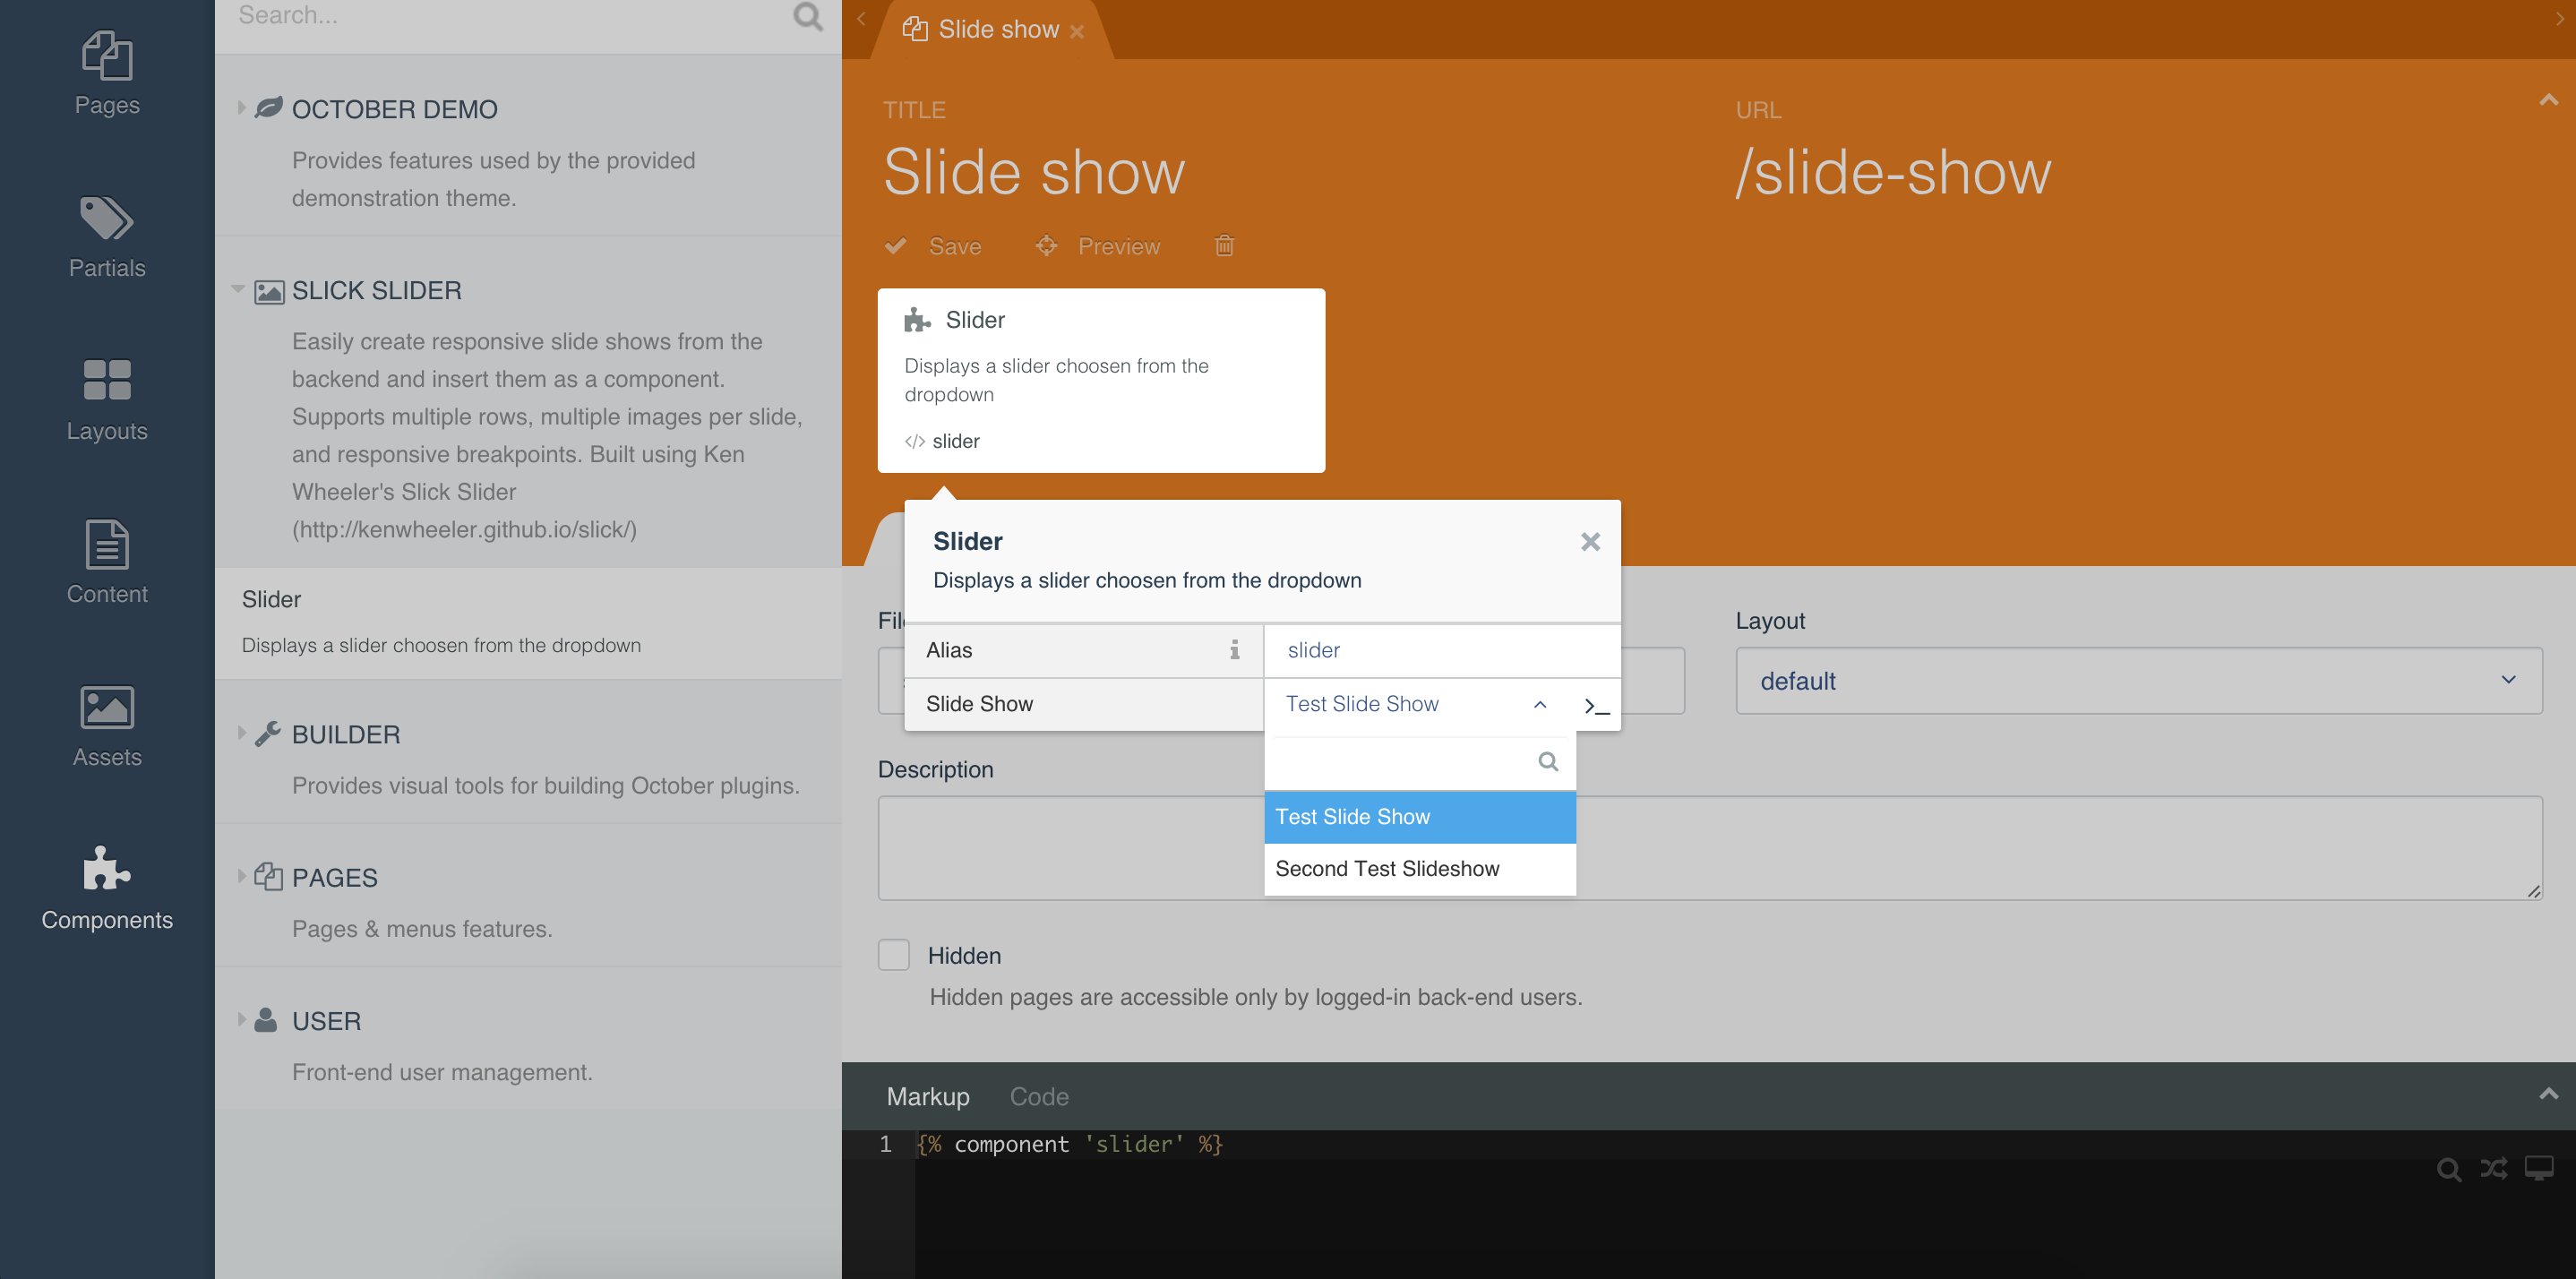 Pages
Partials
Layouts
Content
Assets
Components
Search...
OCTOBER DEMO
Provides features used by the provided
demonstration theme.
SLICK SLIDER
Easily create responsive slide shows from the
backend and insert them as a component.
Supports multiple rows, multiple images per slide,
and responsive breakpoints. Built using Ken
Wheeler's Slick Slider
(http://kenwheeler.github.io/slick/)
Slider
Displays a slider choosen from the dropdown
BUILDER
Provides visual tools for building October plugins.
PAGES
Pages & menus features.
USER
Front-end user management.
Slide show
TITLE
Slide show
URL
/slide-show
Save Preview
Slider
Displays a slider choosen from the
dropdown
</> slider
Slider
Displays a slider choosen from the dropdown
Alias
slider
Slide Show
Test Slide Show
Test Slide Show
Second Test Slideshow
Layout
default
Description
Hidden
Hidden pages are accessible only by logged-in back-end users.
Markup Code
1 {% component 'slider' %}